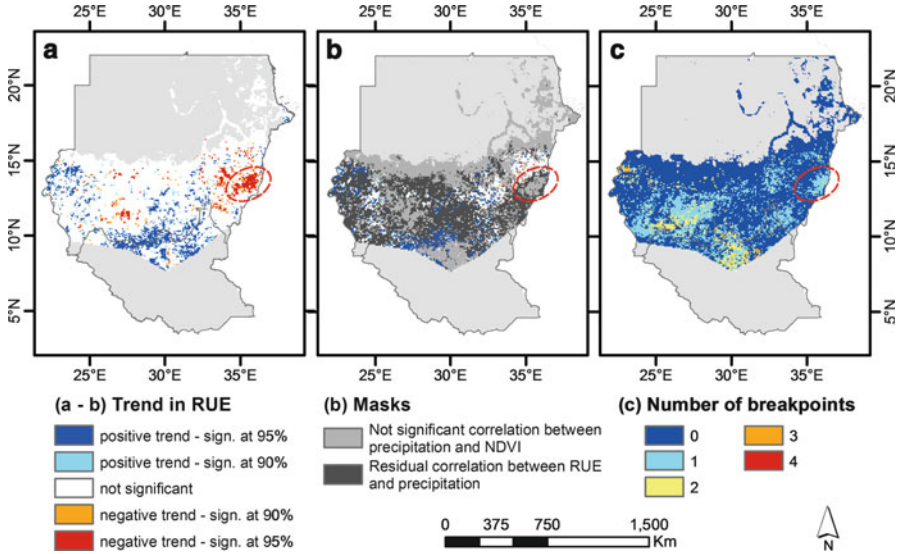 25°E 30°E 35°E 25°E 30°E 35°E 25°E 30°E 35°E
a b c
20°N 20°N
15°N 15°N
10°N 10°N
5°N 5°N
25°E 30°E 35°E 25°E 30°E 35°E 25°E 30°E 35°E
(a - b) Trend in RUE
positive trend - sign. at 95%
positive trend - sign. at 90%
not significant
negative trend - sign. at 90%
negative trend - sign. at 95%
(b) Masks
Not significant correlation between
precipitation and NDVI
Residual correlation between RUE
and precipitation
(c) Number of breakpoints
0 3
1 4
2
0 375 750 1,500
Km
N